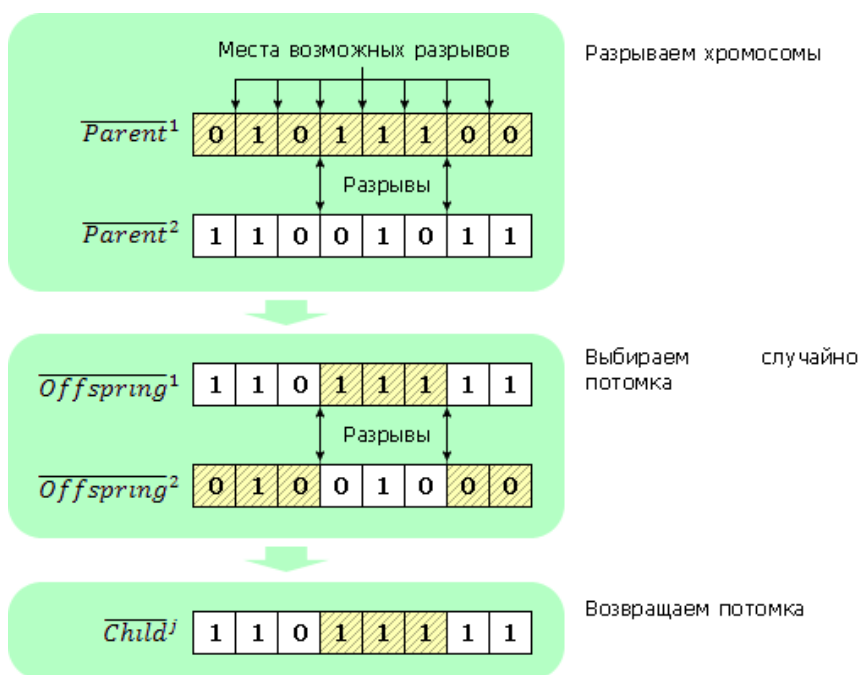 Места возможных разрывов
Разрываем хромосомы
Parent¹ 0 1 0 1 1 1 0 0
Разрывы
Parent² 1 1 0 0 1 0 1 1
Выбираем случайно
потомка
Offspring¹ 1 1 0 1 1 1 1 1
Разрывы
Offspring² 0 1 0 0 1 0 0 0
Возвращаем потомка
Childʲ 1 1 0 1 1 1 1 1